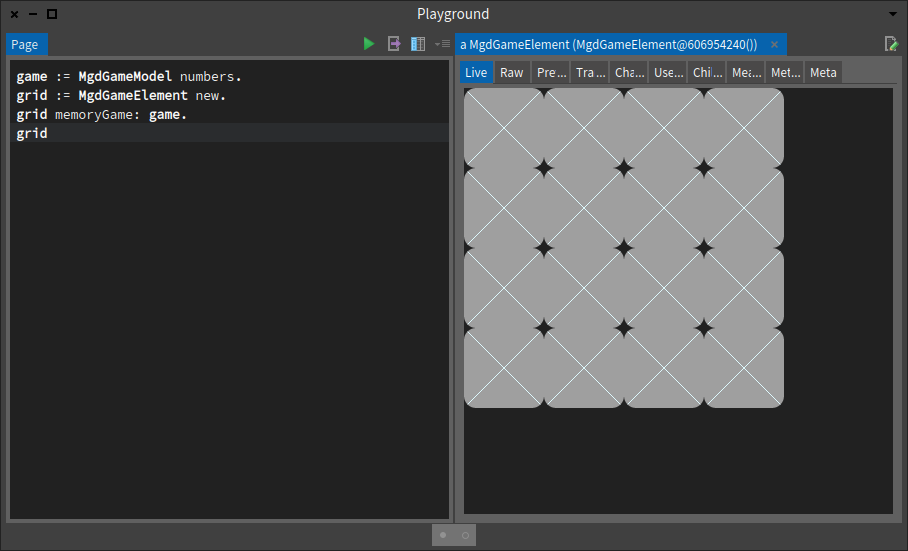 Playground
Page
game := MgdGameModel numbers.
grid := MgdGameElement new.
grid memoryGame: game.
grid
a MgdGameElement (MgdGameElement@606954240())
Live Raw Pre... Tra... Cha... Use... Chi... Mea... Met... Meta